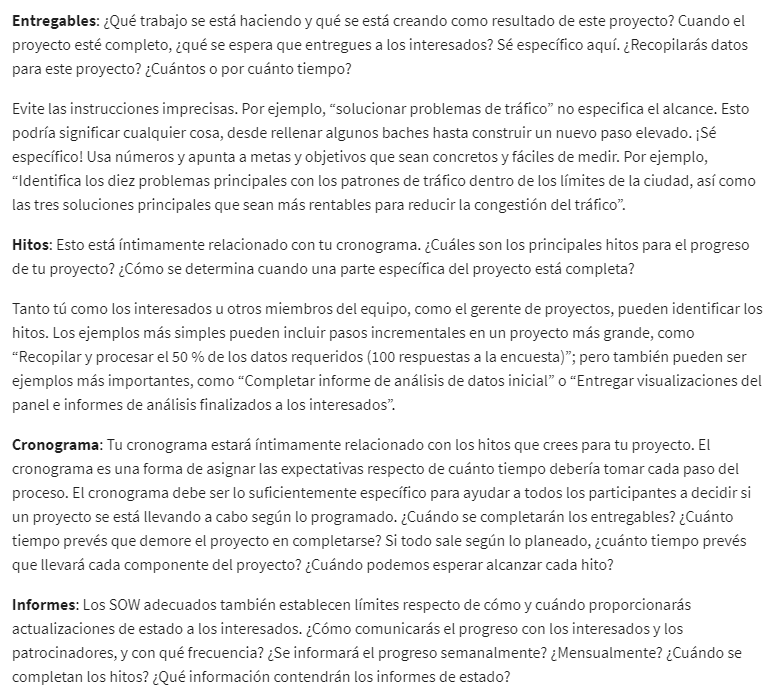 Entregables: ¿Qué trabajo se está haciendo y qué se está creando como resultado de este proyecto? Cuando el
proyecto esté completo, ¿qué se espera que entregues a los interesados? Sé específico aquí. ¿Recopilarás datos
para este proyecto? ¿Cuántos o por cuánto tiempo?
Evite las instrucciones imprecisas. Por ejemplo, “solucionar problemas de tráfico” no especifica el alcance. Esto
podría significar cualquier cosa, desde rellenar algunos baches hasta construir un nuevo paso elevado. ¡Sé
específico! Usa números y apunta a metas y objetivos que sean concretos y fáciles de medir. Por ejemplo,
“Identifica los diez problemas principales con los patrones de tráfico dentro de los límites de la ciudad, así como
las tres soluciones principales que sean más rentables para reducir la congestión del tráfico”.
Hitos: Esto está íntimamente relacionado con tu cronograma. ¿Cuáles son los principales hitos para el progreso
de tu proyecto? ¿Cómo se determina cuando una parte específica del proyecto está completa?
Tanto tú como los interesados u otros miembros del equipo, como el gerente de proyectos, pueden identificar los
hitos. Los ejemplos más simples pueden incluir pasos incrementales en un proyecto más grande, como
“Recopilar y procesar el 50 % de los datos requeridos (100 respuestas a la encuesta)”; pero también pueden ser
ejemplos más importantes, como “Completar informe de análisis de datos inicial” o “Entregar visualizaciones del
panel e informes de análisis finalizados a los interesados”.
Cronograma: Tu cronograma estará íntimamente relacionado con los hitos que crees para tu proyecto. El
cronograma es una forma de asignar las expectativas respecto de cuánto tiempo debería tomar cada paso del
proceso. El cronograma debe ser lo suficientemente específico para ayudar a todos los participantes a decidir si
un proyecto se está llevando a cabo según lo programado. ¿Cuándo se completarán los entregables? ¿Cuánto
tiempo prevés que demore el proyecto en completarse? Si todo sale según lo planeado, ¿cuánto tiempo prevés
que llevará cada componente del proyecto? ¿Cuándo podemos esperar alcanzar cada hito?
Informes: Los SOW adecuados también establecen límites respecto de cómo y cuándo proporcionarás
actualizaciones de estado a los interesados. ¿Cómo comunicarás el progreso con los interesados y los
patrocinadores, y con qué frecuencia? ¿Se informará el progreso semanalmente? ¿Mensualmente? ¿Cuándo se
completan los hitos? ¿Qué información contendrán los informes de estado?